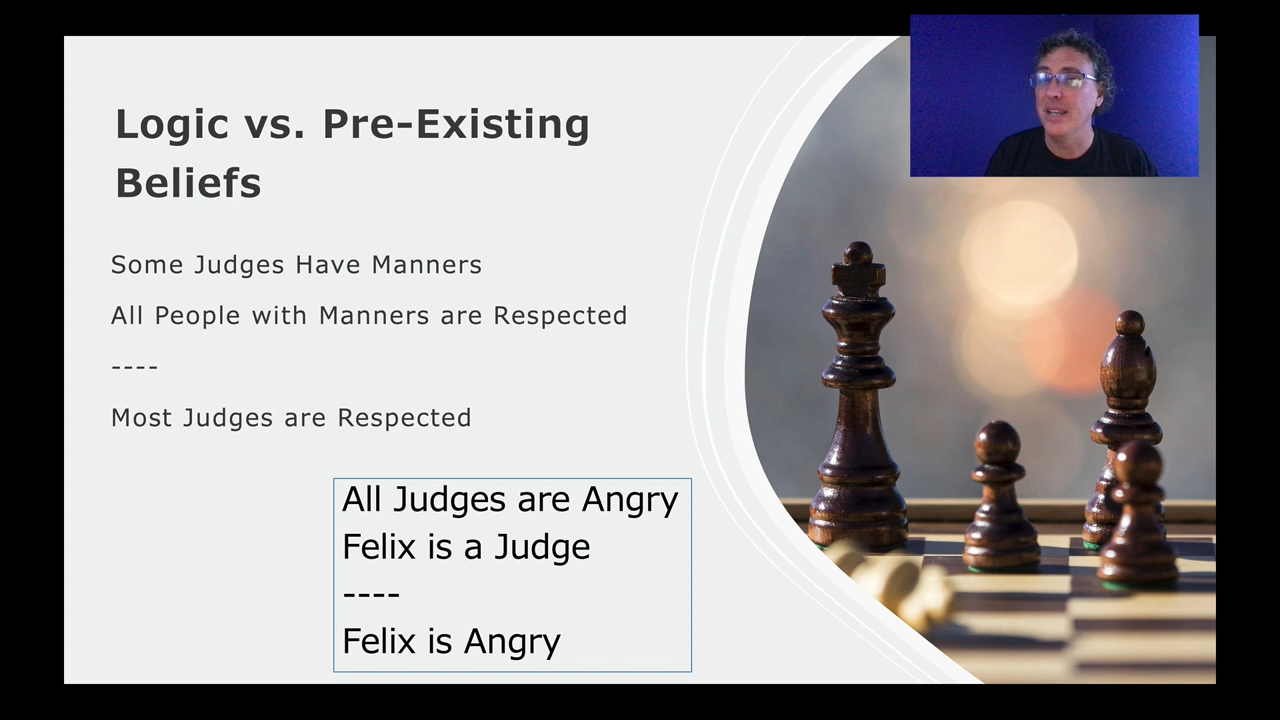 Logic vs. Pre-Existing
Beliefs
Some Judges Have Manners
All People with Manners are Respected
----
Most Judges are Respected
All Judges are Angry
Felix is a Judge
----
Felix is Angry